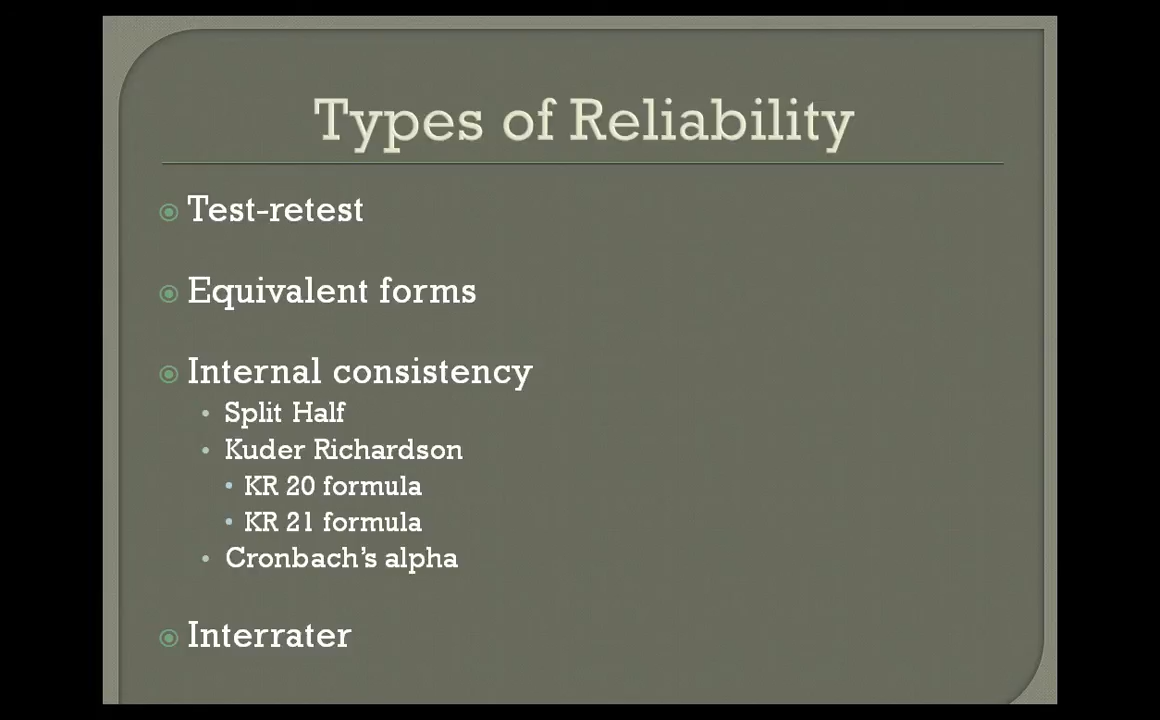 Types of Reliability
Test-retest
Equivalent forms
Internal consistency
Split Half
Kuder Richardson
KR 20 formula
KR 21 formula
Cronbach’s alpha
Interrater